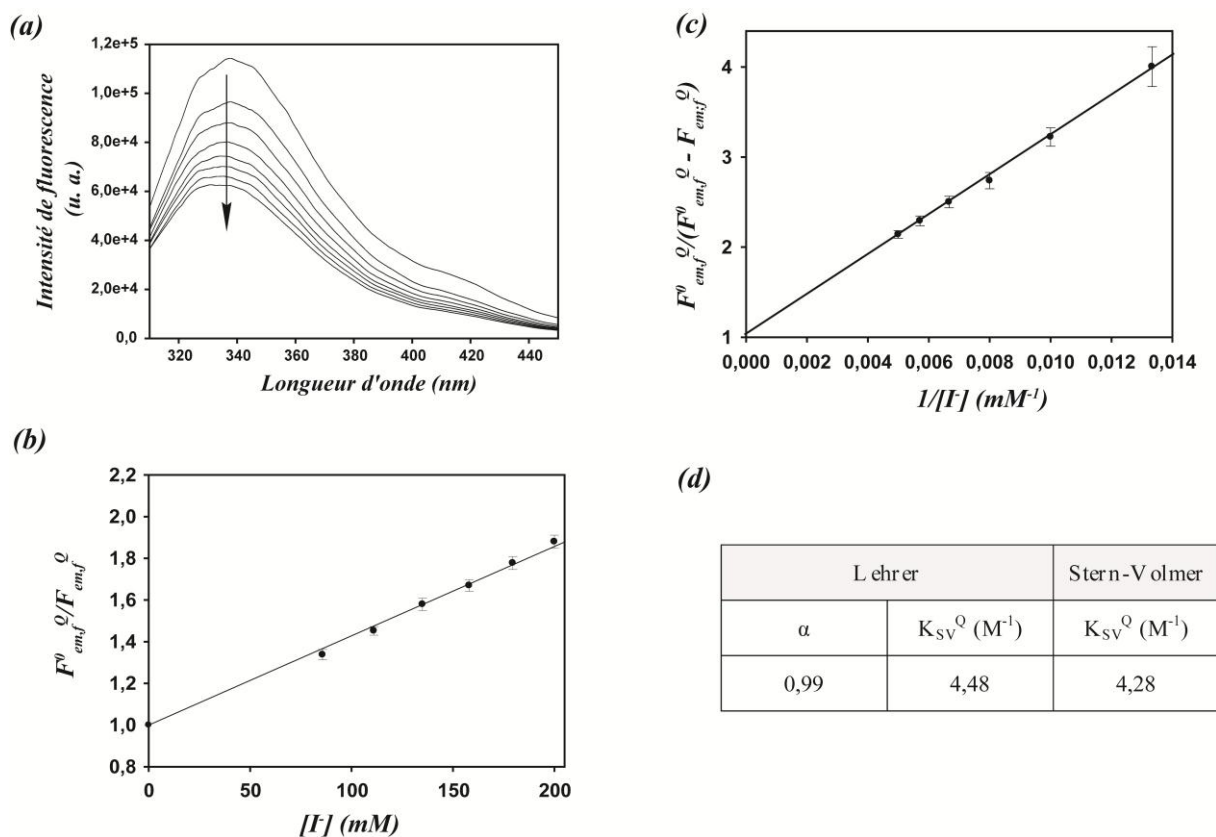 (a)
Intensité de fluorescence
(u. a.)
1,2e+5
1,0e+5
8,0e+4
6,0e+4
4,0e+4
2,0e+4
0,0
320 340 360 380 400 420 440
Longueur d'onde (nm)
(b)
F⁰em,f Q/Fem,f Q
2,2
2,0
1,8
1,6
1,4
1,2
1,0
0,8
0 50 100 150 200
[I⁻] (mM)
(c)
F⁰em,f Q/(F⁰em,f Q - Fem;f Q)
4
3
2
1
0,000 0,002 0,004 0,006 0,008 0,010 0,012 0,014
1/[I⁻] (mM⁻¹)
(d)
Lehrer Stern-Volmer
α KSV Q (M⁻¹) KSV Q (M⁻¹)
0,99 4,48 4,28